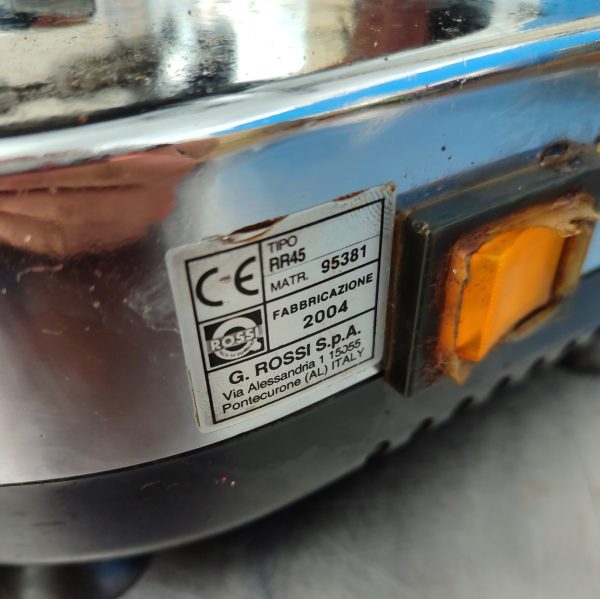 CE
TIPO
RR45
MATR. 95381
FABBRICAZIONE
2004
ROSSI
G. ROSSI S.p.A.
Via Alessandria 1 15055
Pontecurone (AL) ITALY